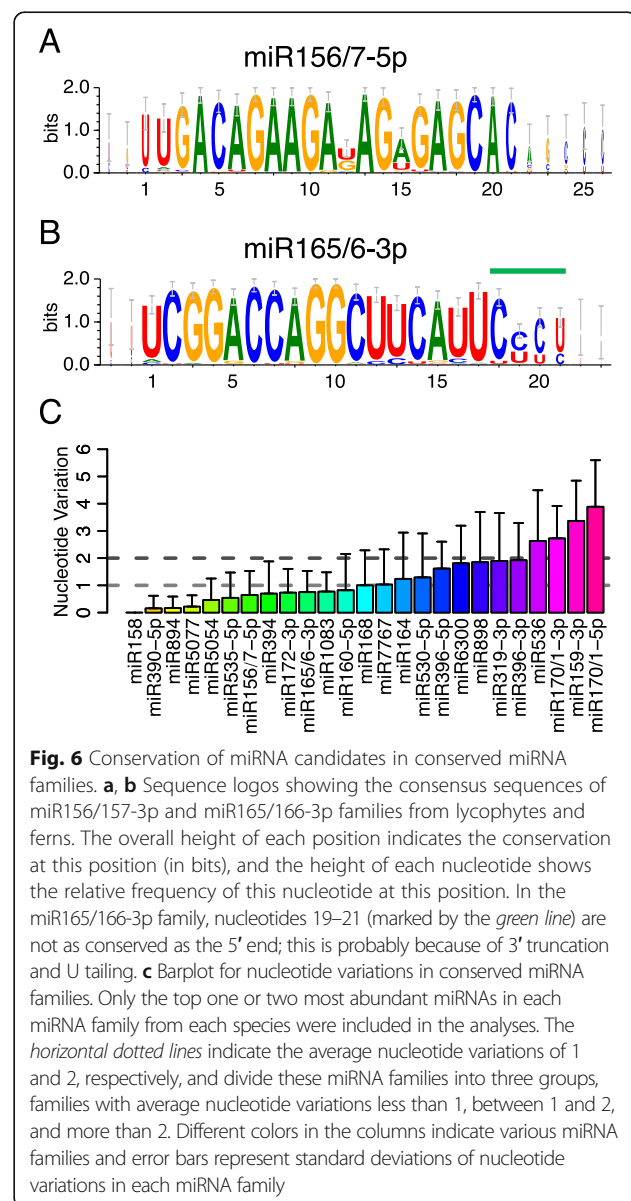 A
miR156/7-5p
bits
2.0
1.0
0.0
UUGACAGAAGA AGAGAGCAC
1 5 10 15 20 25
B
miR165/6-3p
bits
2.0
1.0
0.0
UCGGACCAGGCUUCAUUCCCU
1 5 10 15 20
C
Nucleotide Variation
0 1 2 3 4 5 6
miR158
miR390-5p
miR894
miR5077
miR5054
miR535-5p
miR156/7-5p
miR394
miR172-3p
miR165/6-3p
miR1083
miR160-5p
miR168
miR7767
miR164
miR530-5p
miR396-5p
miR6300
miR898
miR319-3p
miR396-3p
miR536
miR170/1-3p
miR159-3p
miR170/1-5p
Fig. 6 Conservation of miRNA candidates in conserved miRNA
families. a, b Sequence logos showing the consensus sequences of
miR156/157-3p and miR165/166-3p families from lycophytes and
ferns. The overall height of each position indicates the conservation
at this position (in bits), and the height of each nucleotide shows
the relative frequency of this nucleotide at this position. In the
miR165/166-3p family, nucleotides 19–21 (marked by the green line) are
not as conserved as the 5′ end; this is probably because of 3′ truncation
and U tailing. c Barplot for nucleotide variations in conserved miRNA
families. Only the top one or two most abundant miRNAs in each
miRNA family from each species were included in the analyses. The
horizontal dotted lines indicate the average nucleotide variations of 1
and 2, respectively, and divide these miRNA families into three groups,
families with average nucleotide variations less than 1, between 1 and 2,
and more than 2. Different colors in the columns indicate various miRNA
families and error bars represent standard deviations of nucleotide
variations in each miRNA family